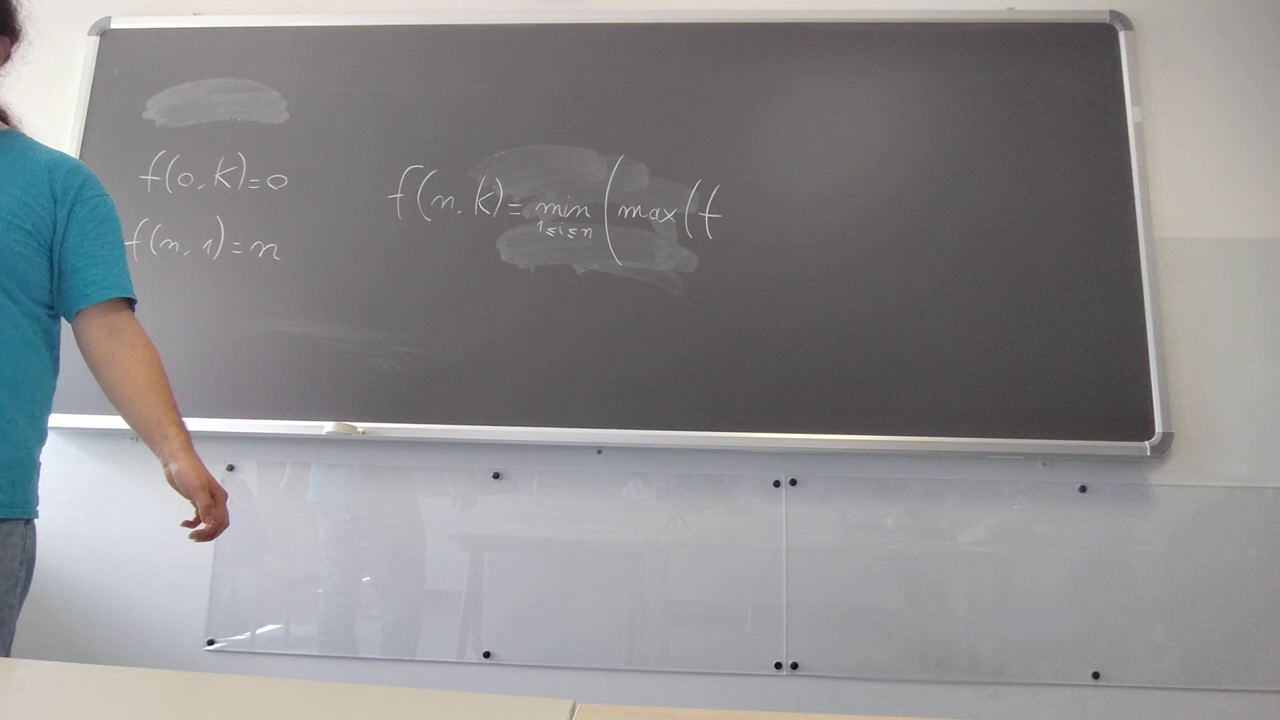 f(0, k)=0
f(n, 1)=n
f(n, k)= min (max(f
1≤i≤n